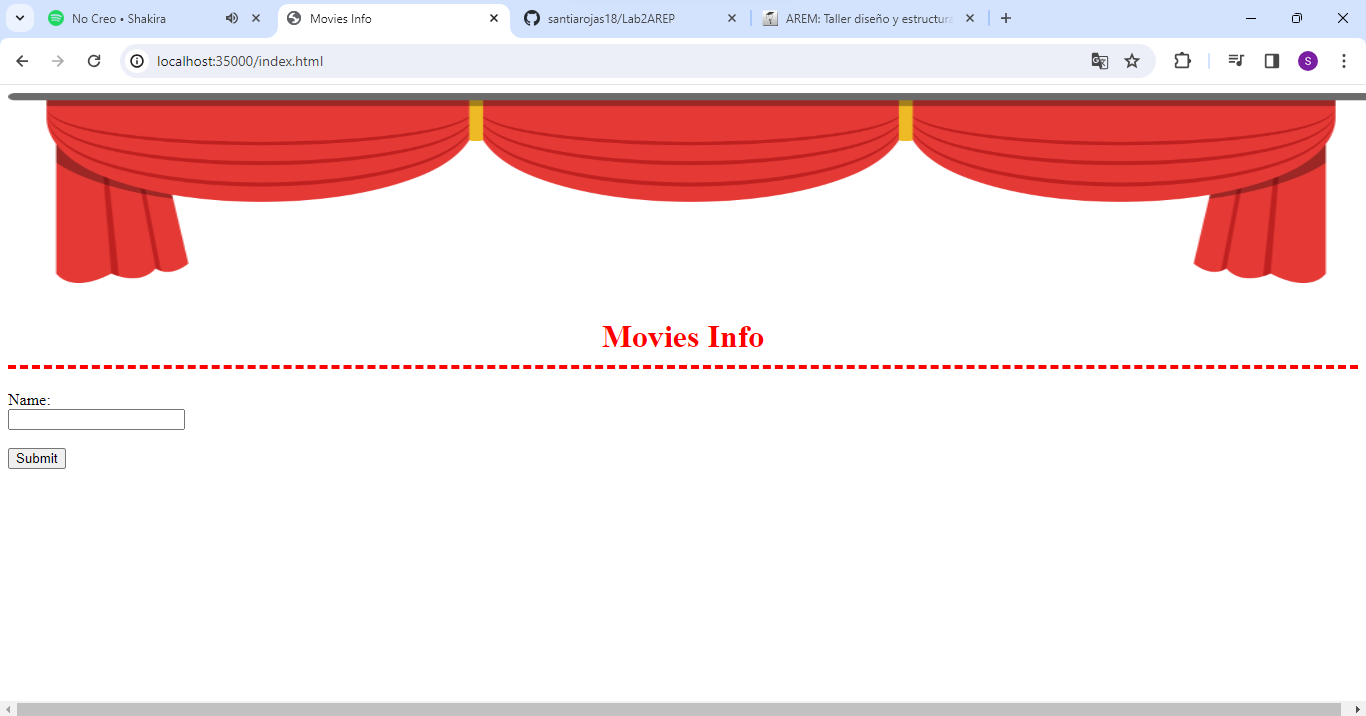 No Creo • Shakira
Movies Info
santiarojas18/Lab2AREP
AREM: Taller diseño y estructura
localhost:35000/index.html
S
Movies Info
Name:
Submit